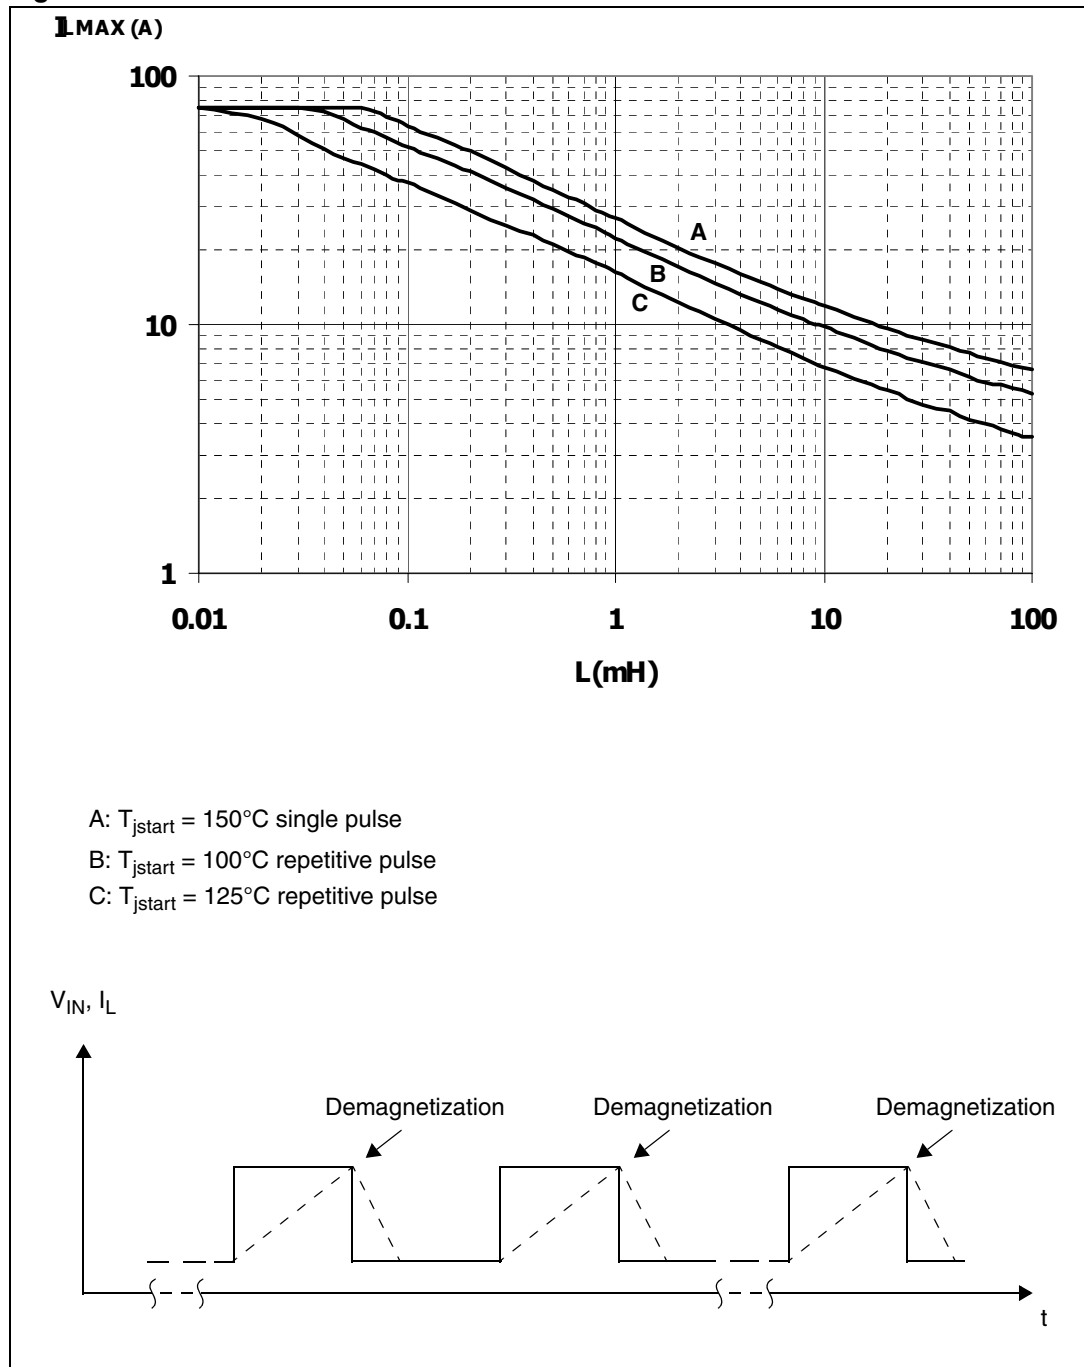 ILMAX (A)
100
10
1
A
B
C
0.01 0.1 1 10 100
L(mH)
A: Tjstart = 150°C single pulse
B: Tjstart = 100°C repetitive pulse
C: Tjstart = 125°C repetitive pulse
VIN, IL
Demagnetization Demagnetization Demagnetization
t